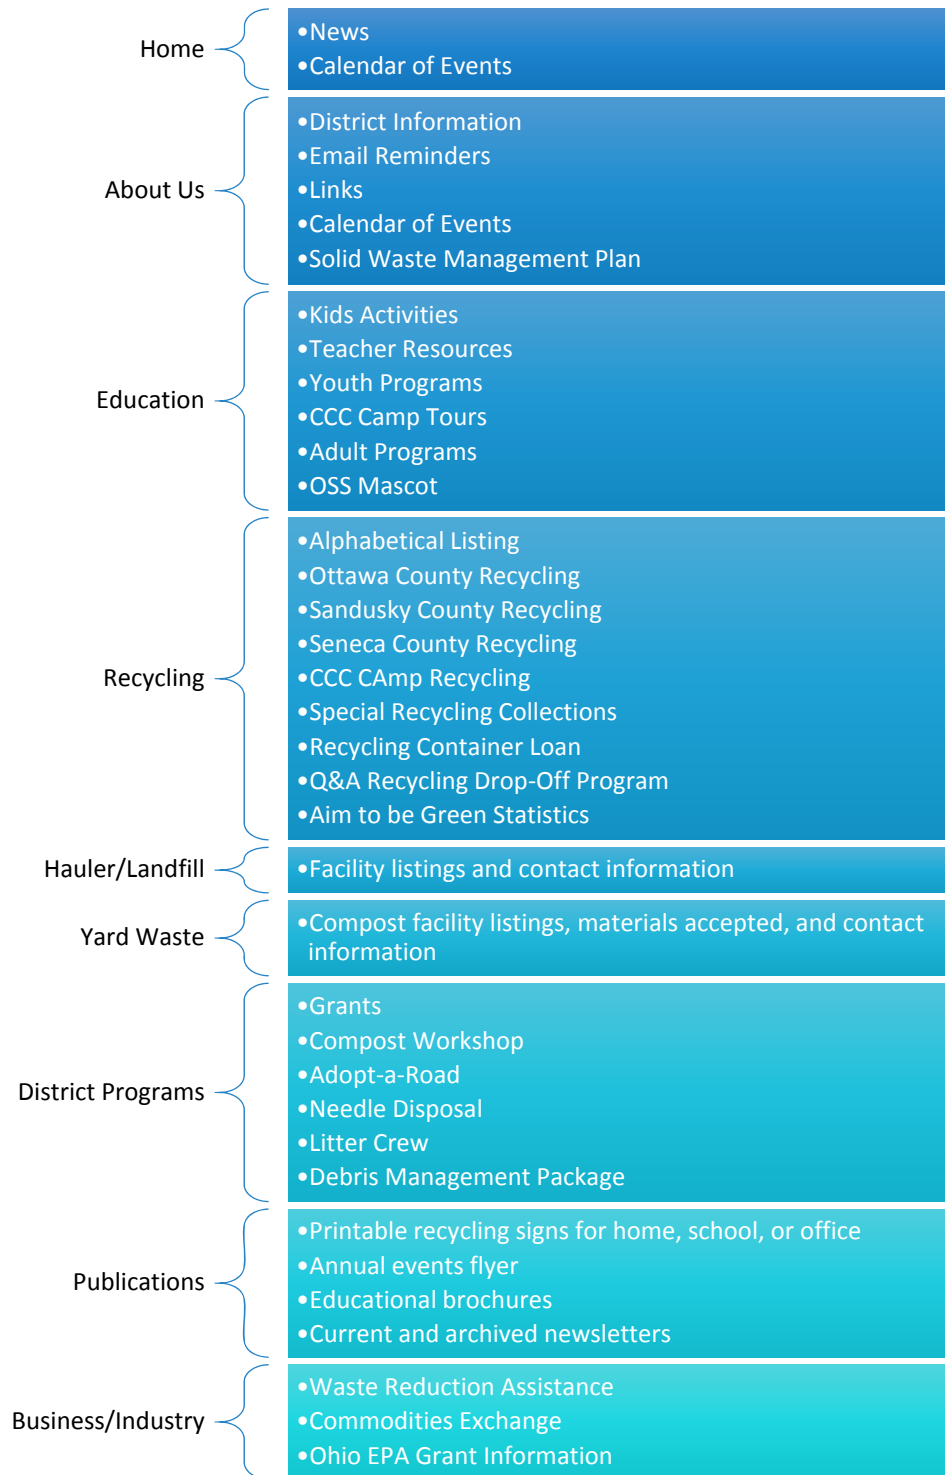 Home
•News
•Calendar of Events
About Us
•District Information
•Email Reminders
•Links
•Calendar of Events
•Solid Waste Management Plan
Education
•Kids Activities
•Teacher Resources
•Youth Programs
•CCC Camp Tours
•Adult Programs
•OSS Mascot
Recycling
•Alphabetical Listing
•Ottawa County Recycling
•Sandusky County Recycling
•Seneca County Recycling
•CCC CAmp Recycling
•Special Recycling Collections
•Recycling Container Loan
•Q&A Recycling Drop-Off Program
•Aim to be Green Statistics
Hauler/Landfill
•Facility listings and contact information
Yard Waste
•Compost facility listings, materials accepted, and contact
information
District Programs
•Grants
•Compost Workshop
•Adopt-a-Road
•Needle Disposal
•Litter Crew
•Debris Management Package
Publications
•Printable recycling signs for home, school, or office
•Annual events flyer
•Educational brochures
•Current and archived newsletters
Business/Industry
•Waste Reduction Assistance
•Commodities Exchange
•Ohio EPA Grant Information